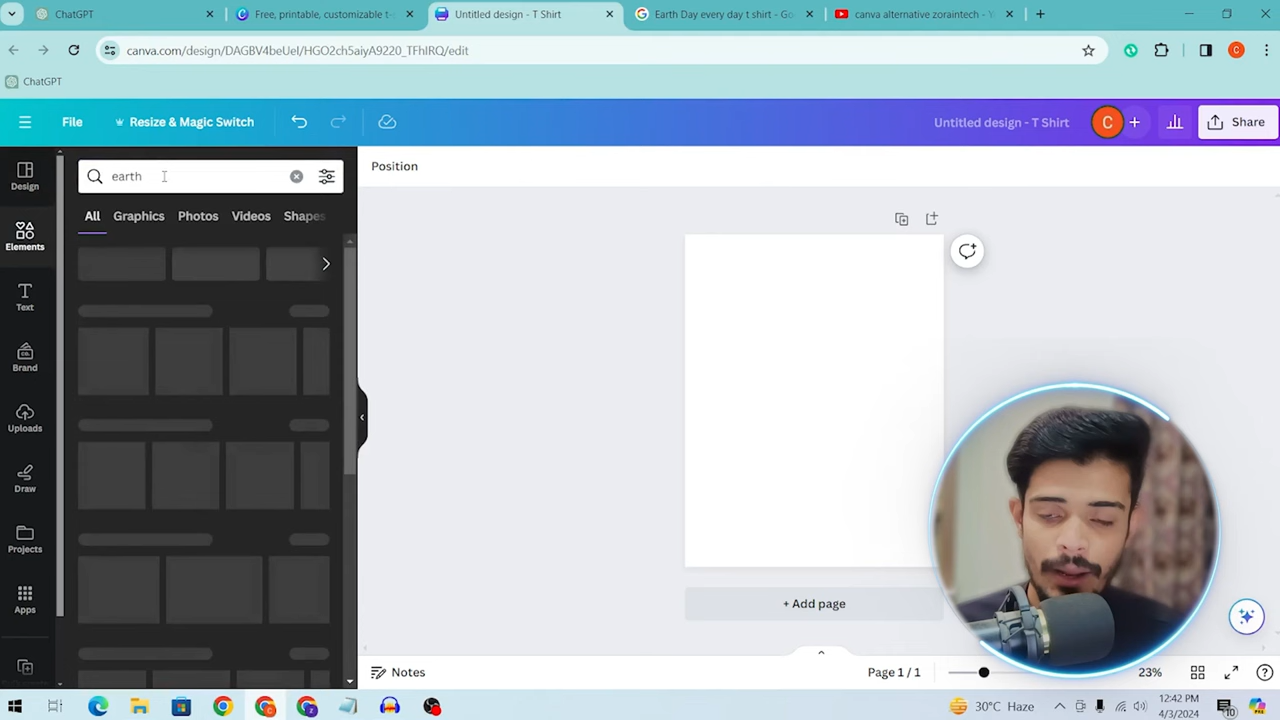 ChatGPT
Free, printable, customizable t-
Untitled design - T Shirt
Earth Day every day t shirt - Go
canva alternative zoraintech - Y
canva.com/design/DAGBV4beUeI/HGO2ch5aiyA9220_TFhIRQ/edit
C
ChatGPT
File
Resize & Magic Switch
Untitled design - T Shirt
C
Share
Design
earth
Position
All
Graphics
Photos
Videos
Shapes
Elements
Text
Brand
Uploads
Draw
Projects
Apps
+ Add page
Notes
Page 1 / 1
23%
30°C Haze
12:42 PM
4/3/2024
10